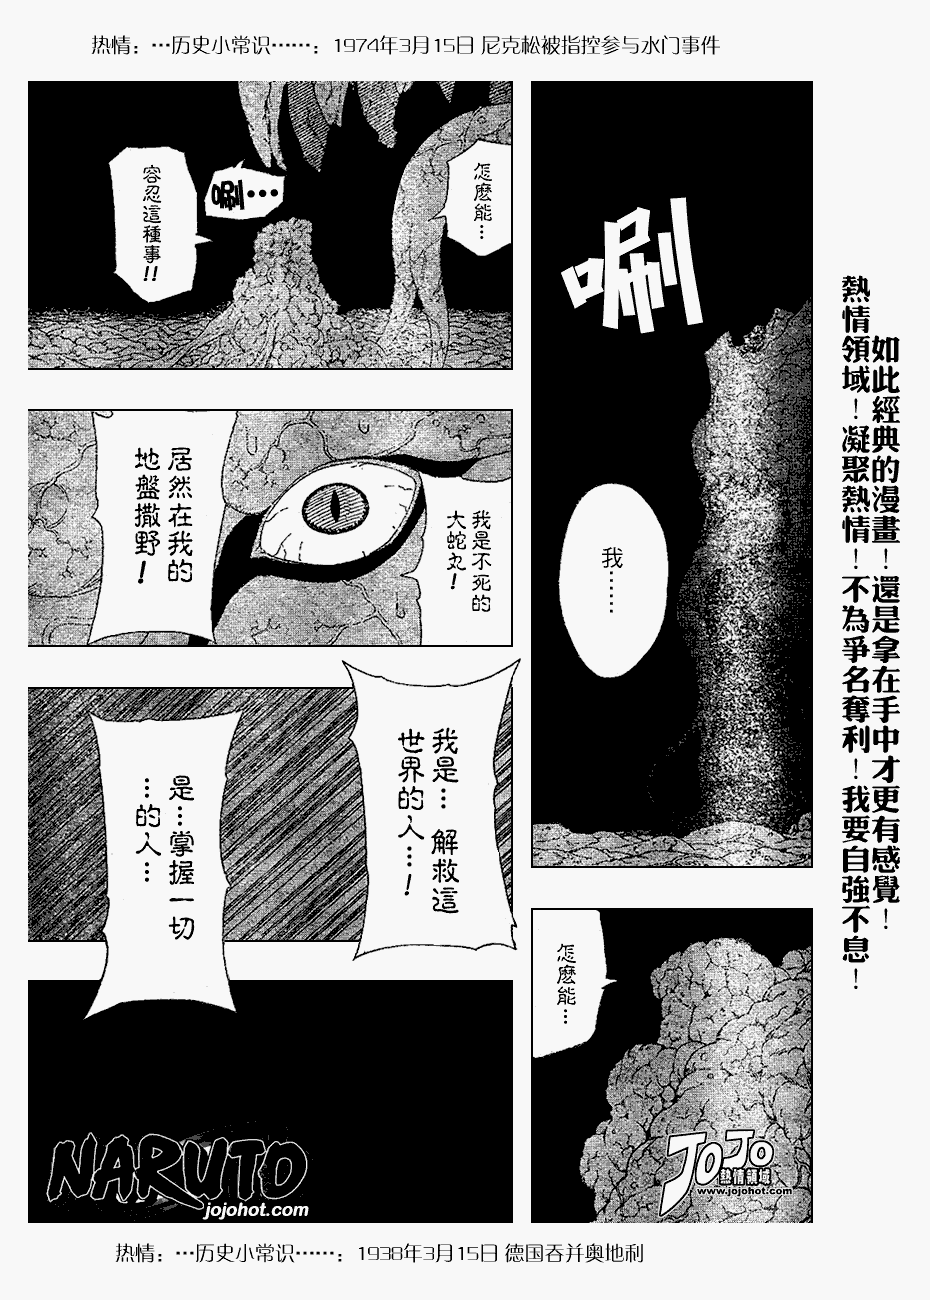 热情：…历史小常识……：1974年3月15日 尼克松被指控参与水门事件
唰
我……
怎麼能…
怎麼能…
唰…
容忍這種事!!
我是不死的
大蛇丸！
居然在我的
地盤撒野！
我是…解救這
世界的人…！
是…掌握一切
…的人…
如此經典的漫畫！還是拿在手中才更有感覺！
熱情領域！凝聚熱情！不為爭名奪利！我要自強不息！
NARUTO
jojohot.com
JOJO
熱情領域
www.jojohot.com
热情：…历史小常识……：1938年3月15日 德国吞并奥地利